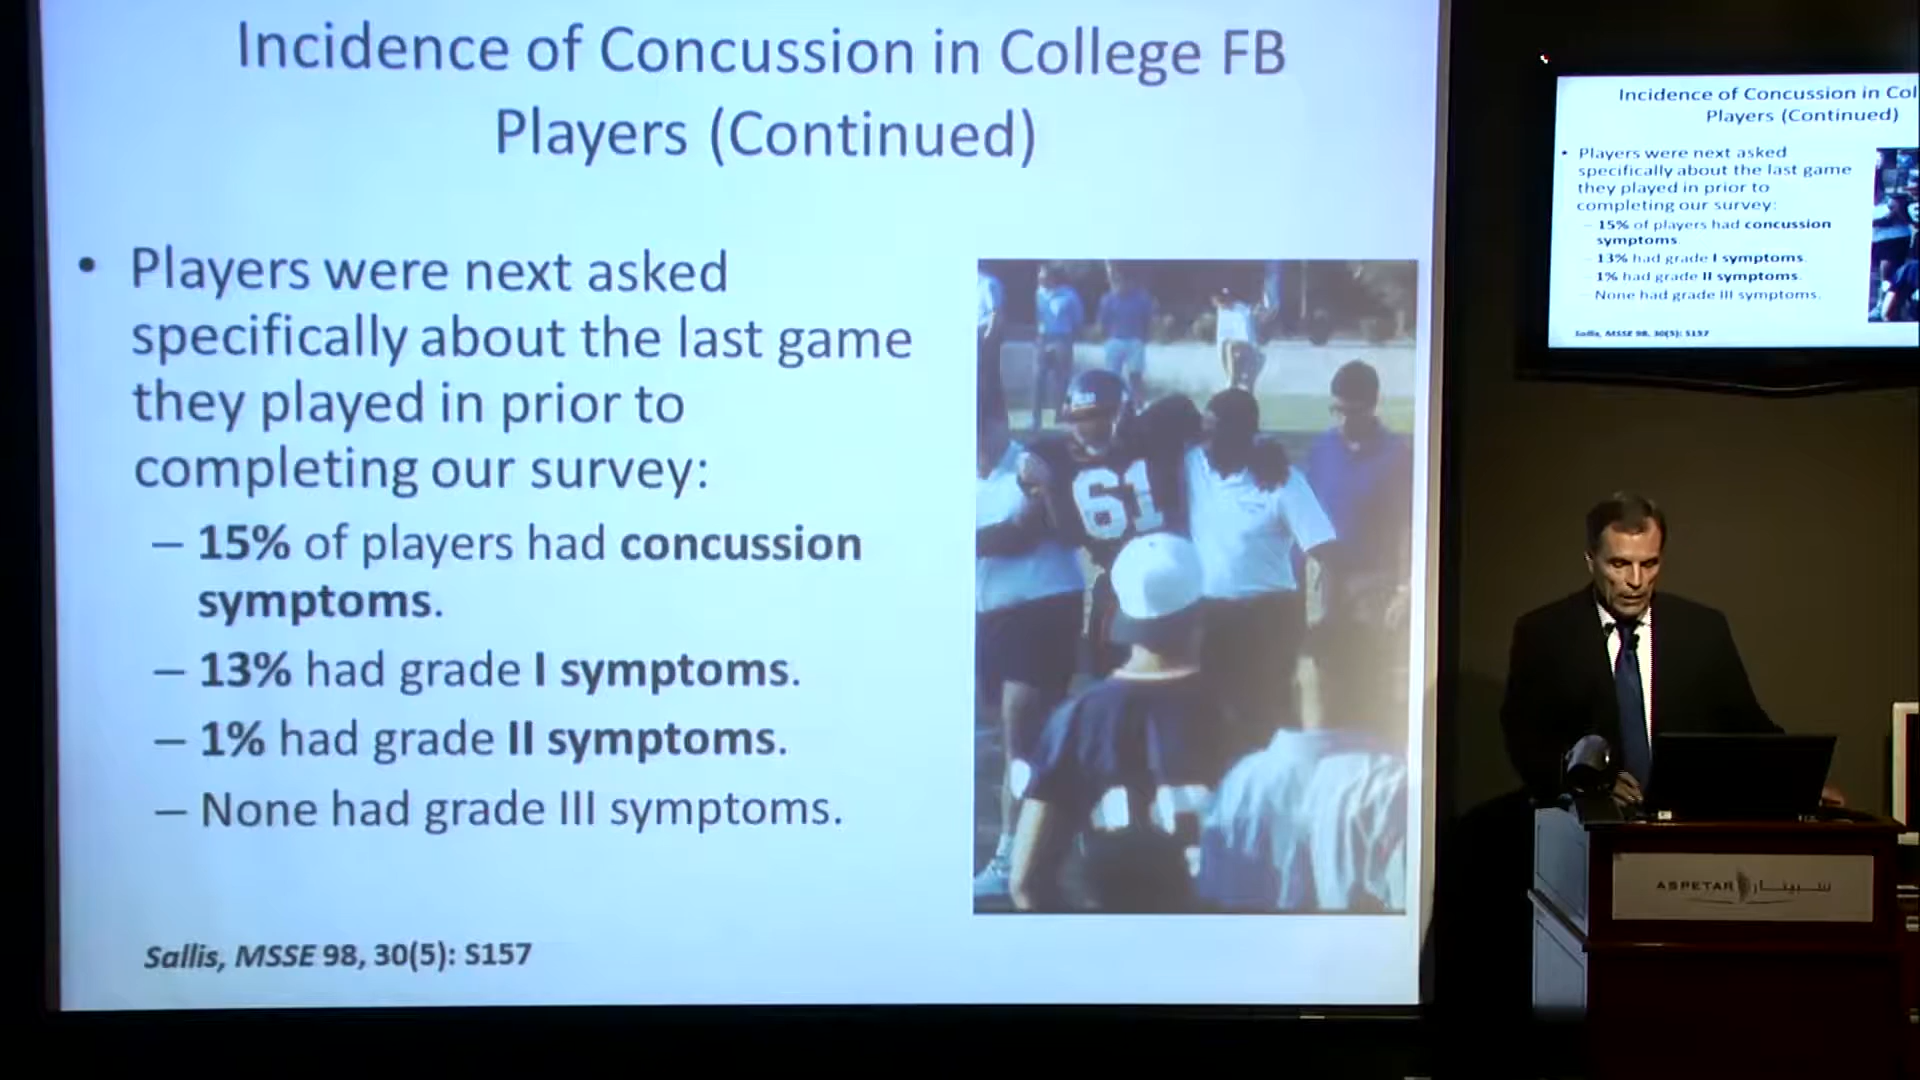 Incidence of Concussion in College FB
Players (Continued)
• Players were next asked
specifically about the last game
they played in prior to
completing our survey:
– 15% of players had concussion
symptoms.
– 13% had grade I symptoms.
– 1% had grade II symptoms.
– None had grade III symptoms.
Sallis, MSSE 98, 30(5): S157
61
Incidence of Concussion in Col
Players (Continued)
• Players were next asked
specifically about the last game
they played in prior to
completing our survey:
– 15% of players had concussion
symptoms.
– 13% had grade I symptoms.
– 1% had grade II symptoms.
– None had grade III symptoms.
Sallis, MSSE 98, 30(5): S157
ASPETAR سبيتار